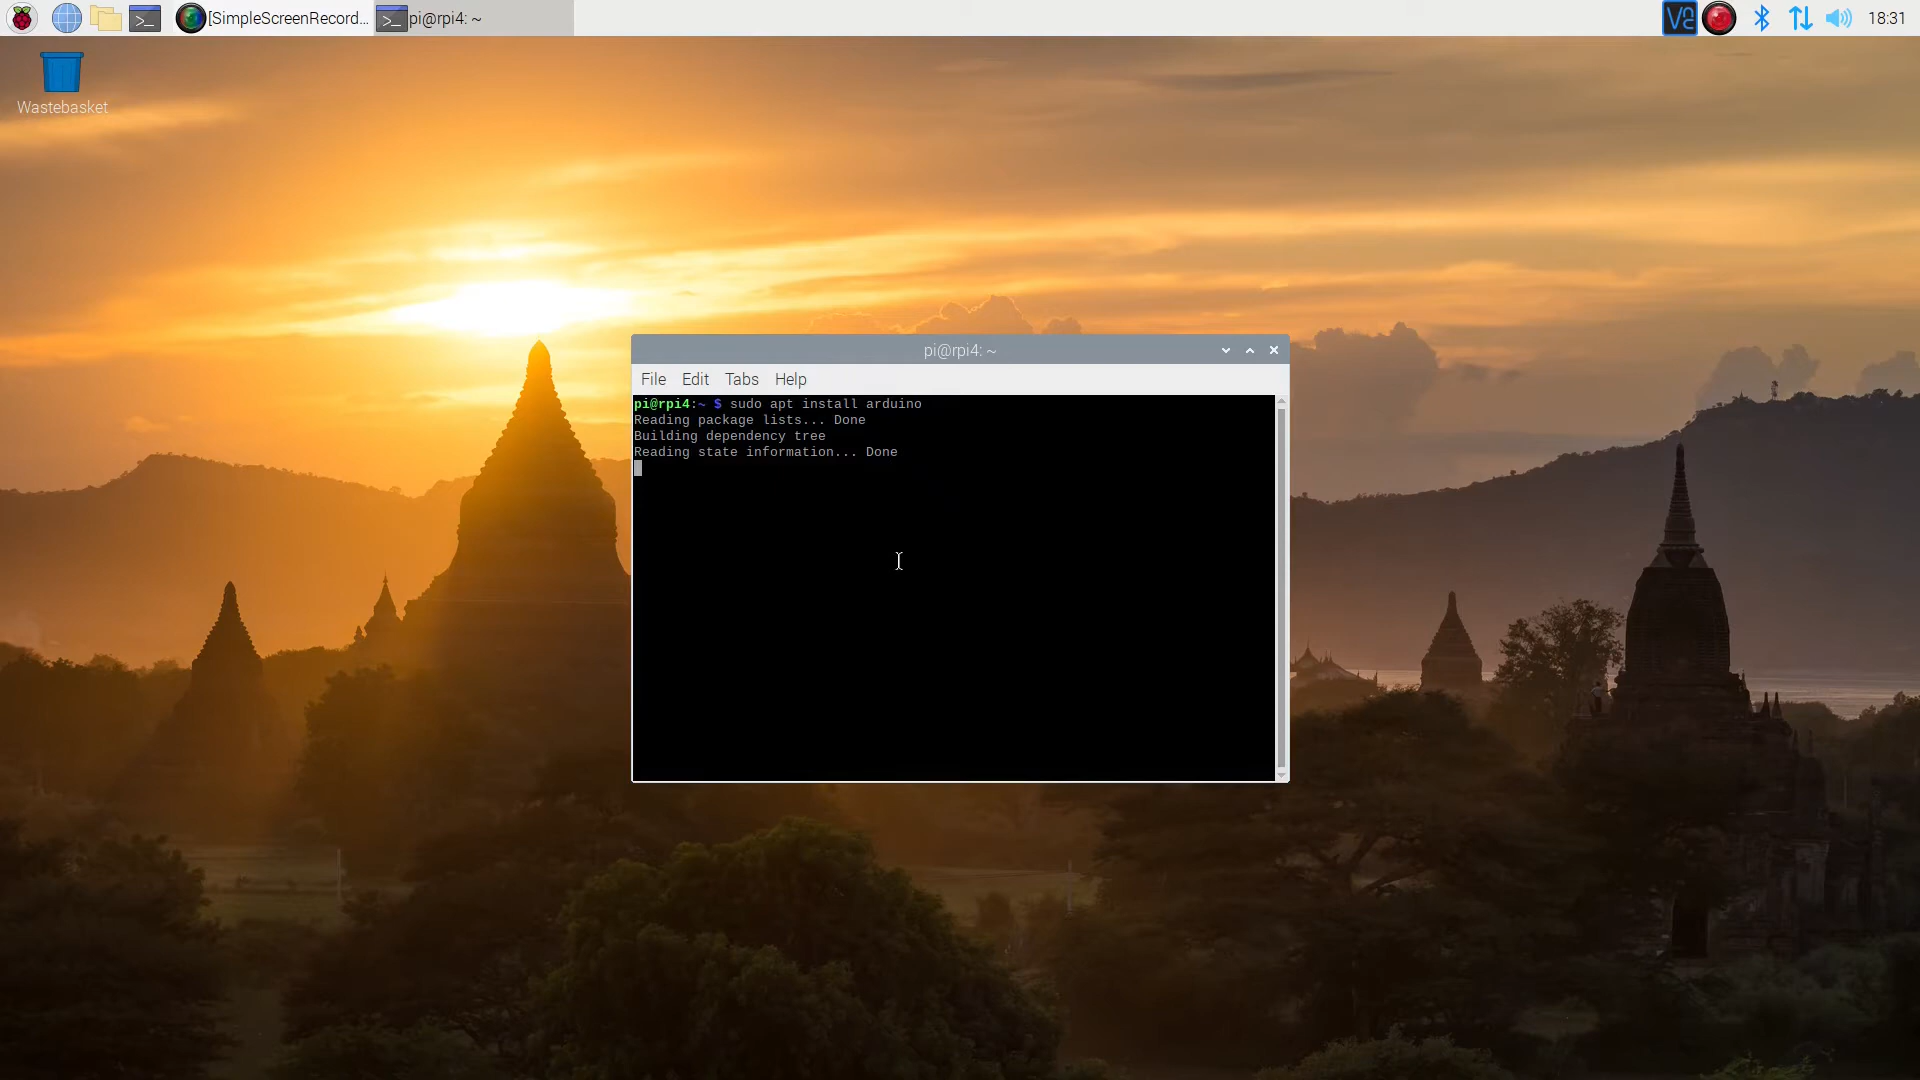 [SimpleScreenRecord... pi@rpi4: ~ 18:31
Wastebasket
pi@rpi4: ~
File Edit Tabs Help
pi@rpi4:~ $ sudo apt install arduino
Reading package lists... Done
Building dependency tree
Reading state information... Done